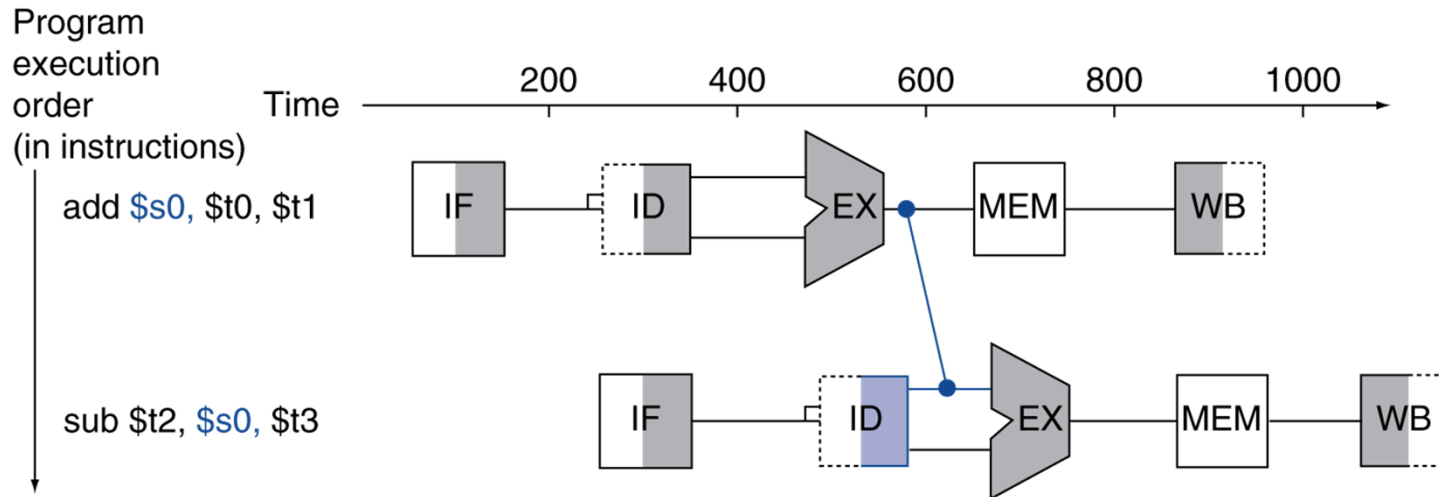 Program
execution
order
(in instructions)
Time
200 400 600 800 1000
add $s0, $t0, $t1
IF ID EX MEM WB
sub $t2, $s0, $t3
IF ID EX MEM WB